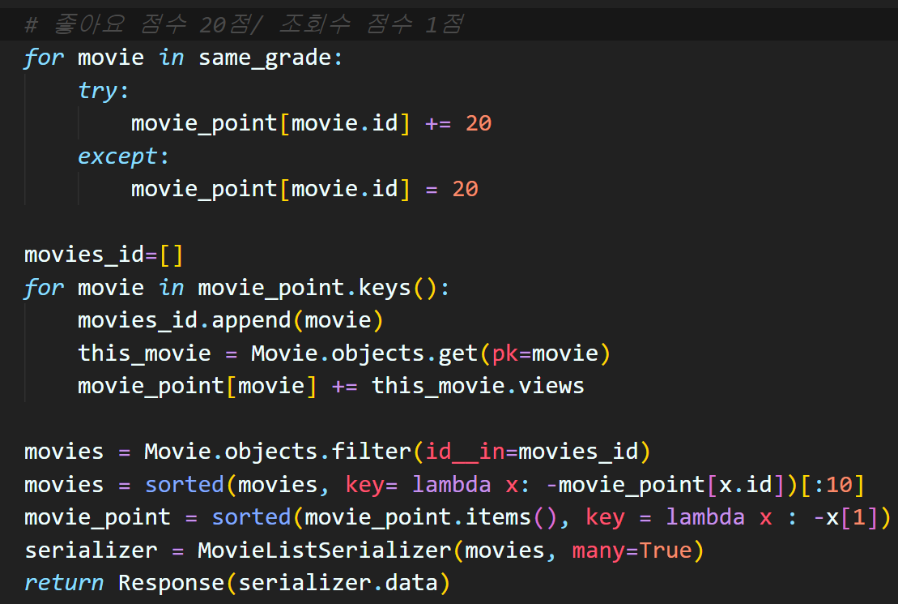 # 좋아요 점수 20점/ 조회수 점수 1점
for movie in same_grade:
    try:
        movie_point[movie.id] += 20
    except:
        movie_point[movie.id] = 20

movies_id=[]
for movie in movie_point.keys():
    movies_id.append(movie)
    this_movie = Movie.objects.get(pk=movie)
    movie_point[movie] += this_movie.views

movies = Movie.objects.filter(id__in=movies_id)
movies = sorted(movies, key= lambda x: -movie_point[x.id])[:10]
movie_point = sorted(movie_point.items(), key = lambda x : -x[1])
serializer = MovieListSerializer(movies, many=True)
return Response(serializer.data)